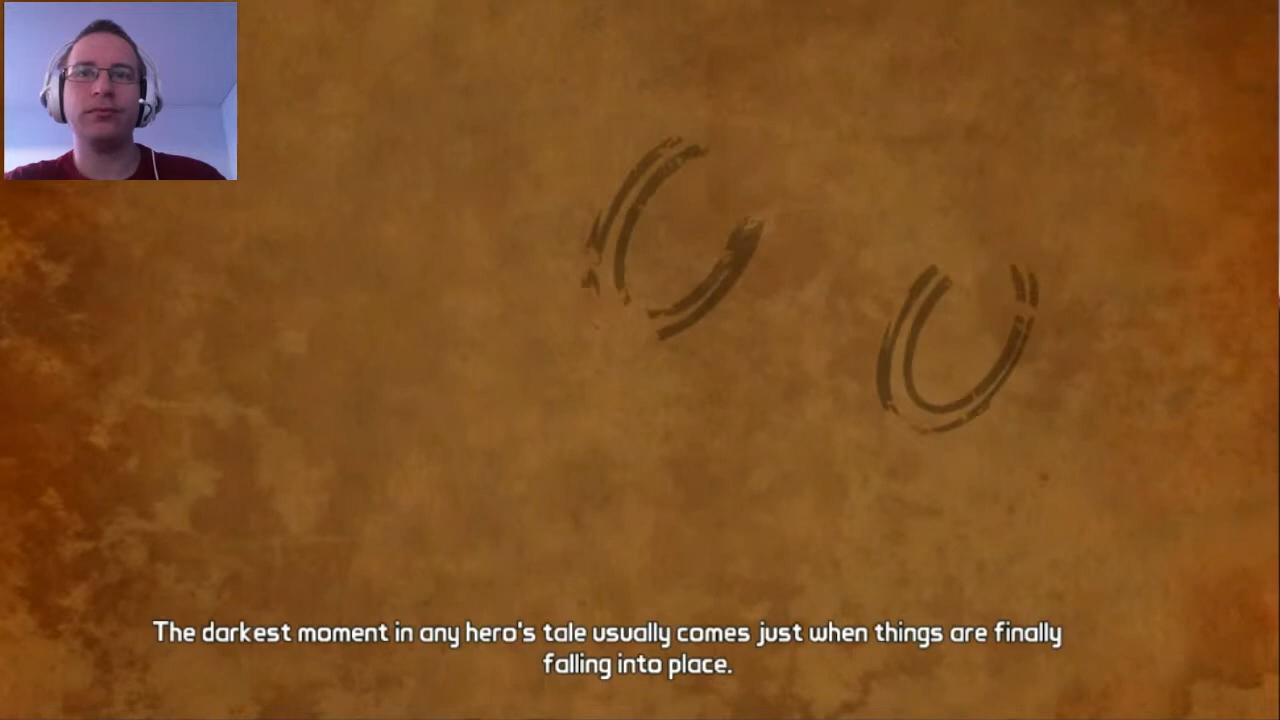 The darkest moment in any hero's tale usually comes just when things are finally
falling into place.